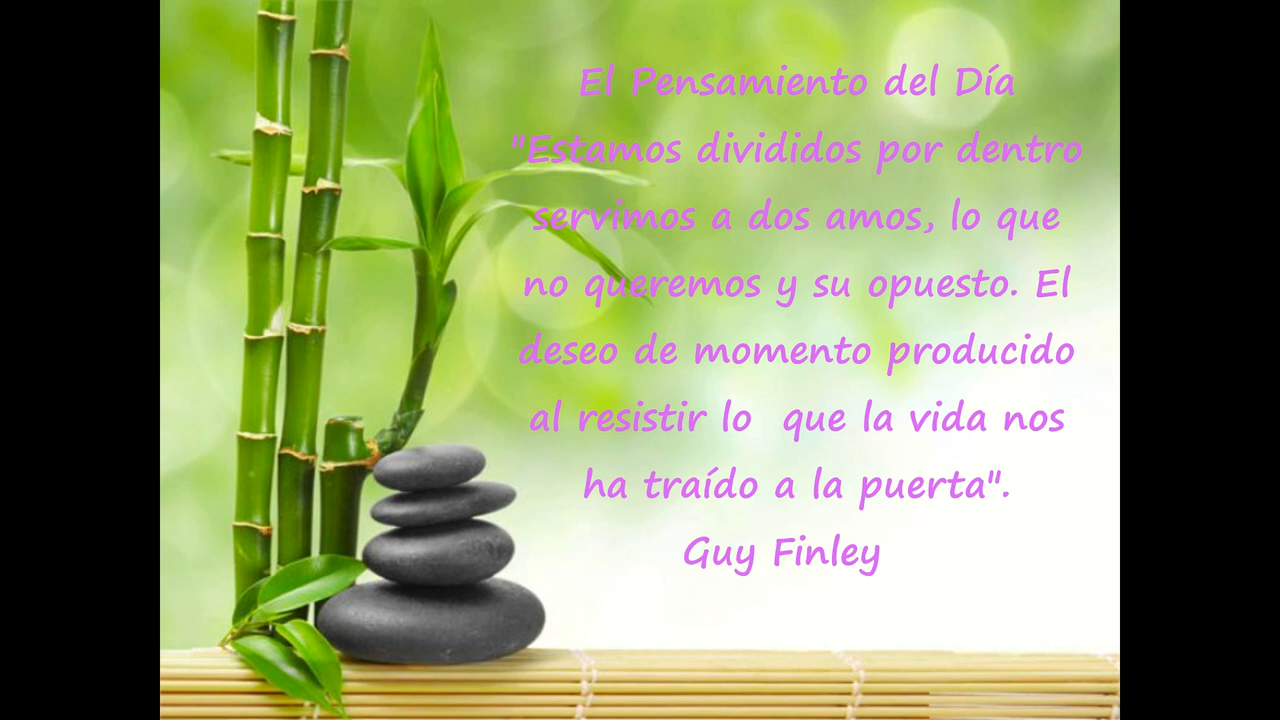 El Pensamiento del Día
"Estamos divididos por dentro
servimos a dos amos, lo que
no queremos y su opuesto. El
deseo de momento producido
al resistir lo  que la vida nos
ha traído a la puerta".
Guy Finley